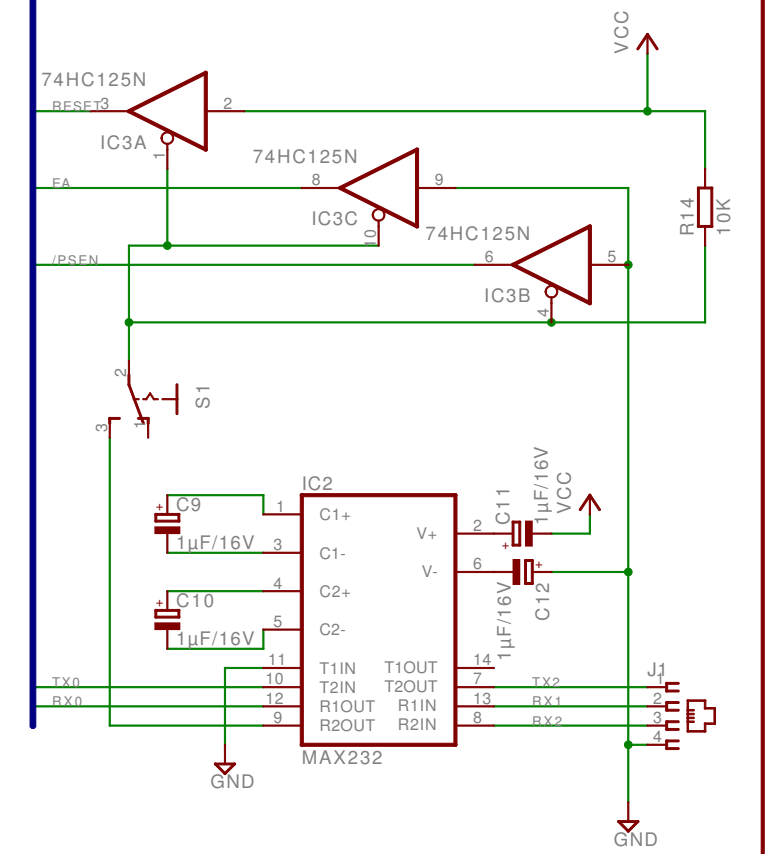 VCC
74HC125N
RESET
3
2
IC3A
1
74HC125N
EA
8
9
IC3C
10
R14
10K
74HC125N
/PSEN
6
5
IC3B
4
2
S1
3
1
IC2
C9
1µF/16V
C10
1µF/16V
1
C1+
3
C1-
4
C2+
5
C2-
11
T1IN
10
T2IN
12
R1OUT
9
R2OUT
V+
2
V-
6
C11
1µF/16V
VCC
+
C12
1µF/16V
+
+
+
T1OUT
14
T2OUT
7
R1IN
13
R2IN
8
TX0
RX0
TX2
RX1
RX2
J1
1
2
3
4
MAX232
GND
GND